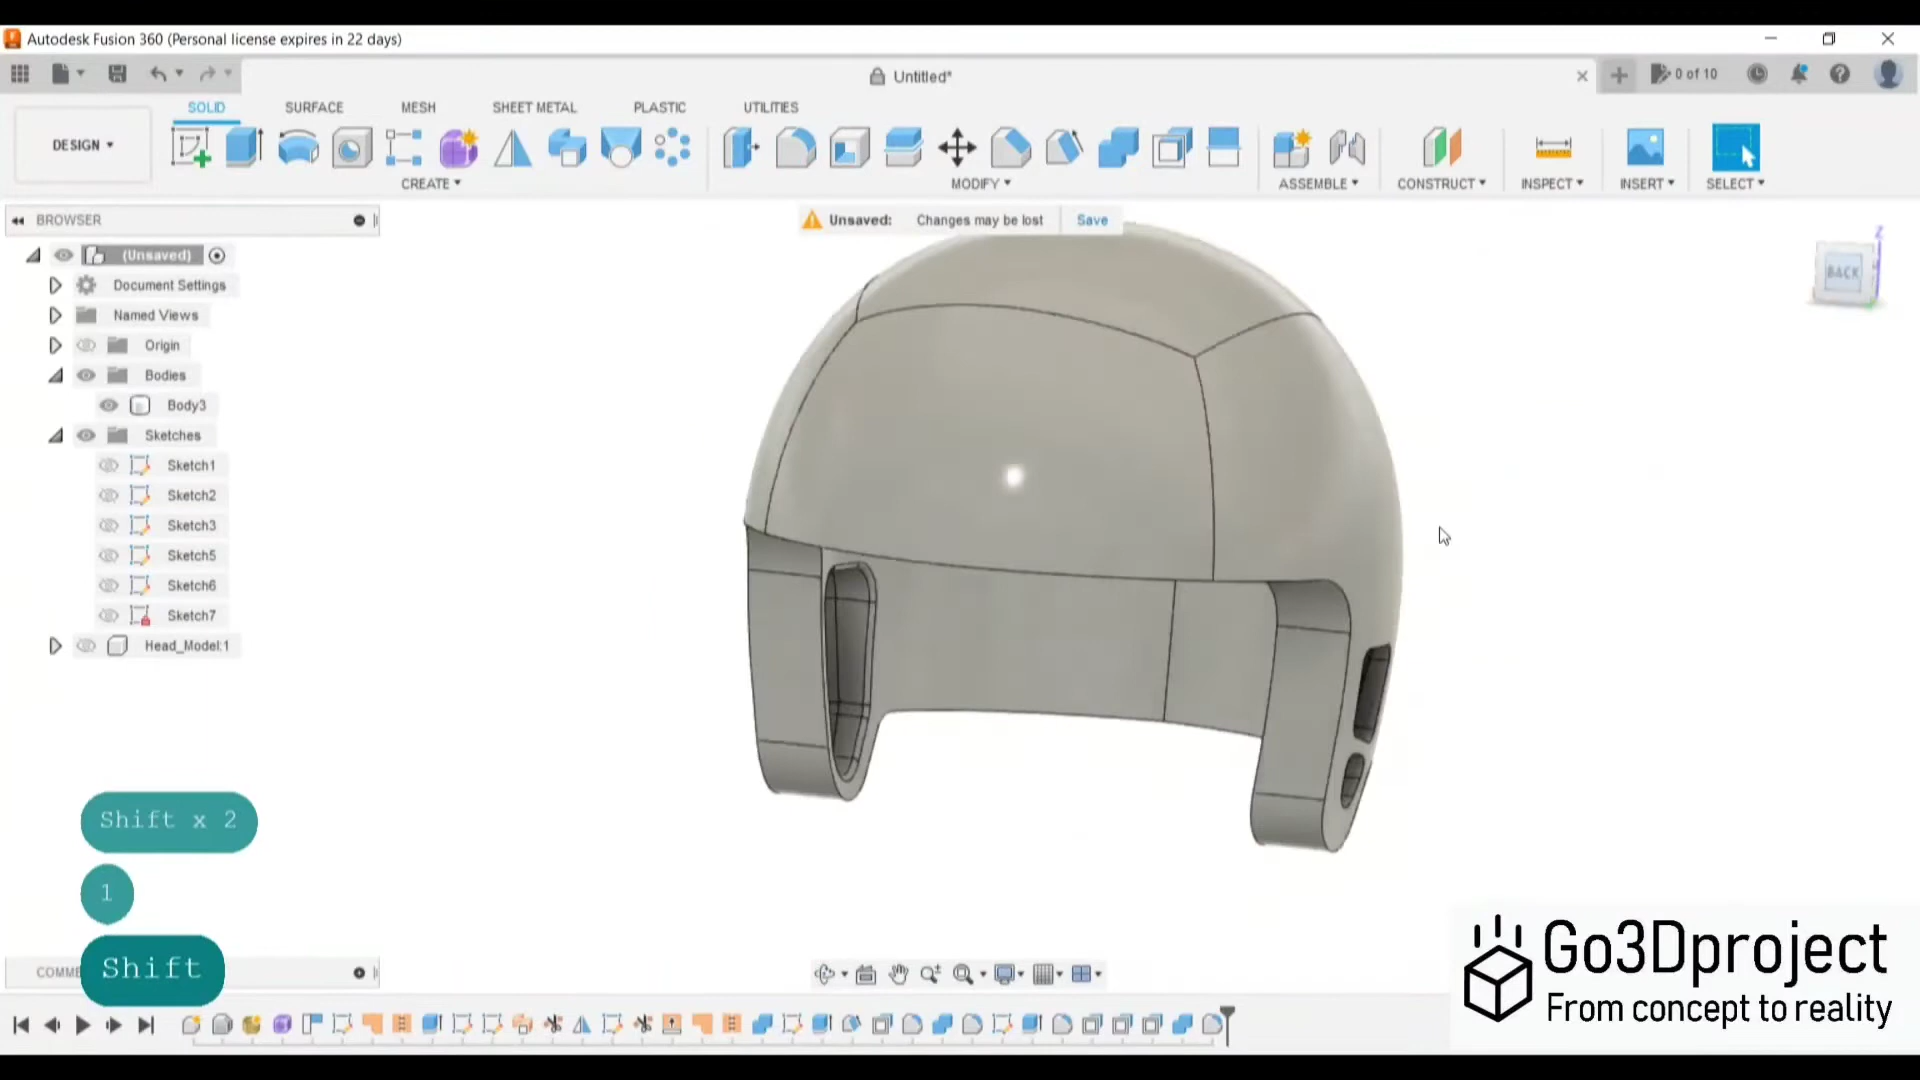 Autodesk Fusion 360 (Personal license expires in 22 days)
Untitled*
0 of 10
SOLID SURFACE MESH SHEET METAL PLASTIC UTILITIES
DESIGN
CREATE MODIFY ASSEMBLE CONSTRUCT INSPECT INSERT SELECT
BROWSER
Unsaved: Changes may be lost Save
(Unsaved)
Document Settings
Named Views
Origin
Bodies
Body3
Sketches
Sketch1
Sketch2
Sketch3
Sketch5
Sketch6
Sketch7
Head_Model:1
Z
BACK
Shift x 2
1
Shift
COMME
Go3Dproject
From concept to reality